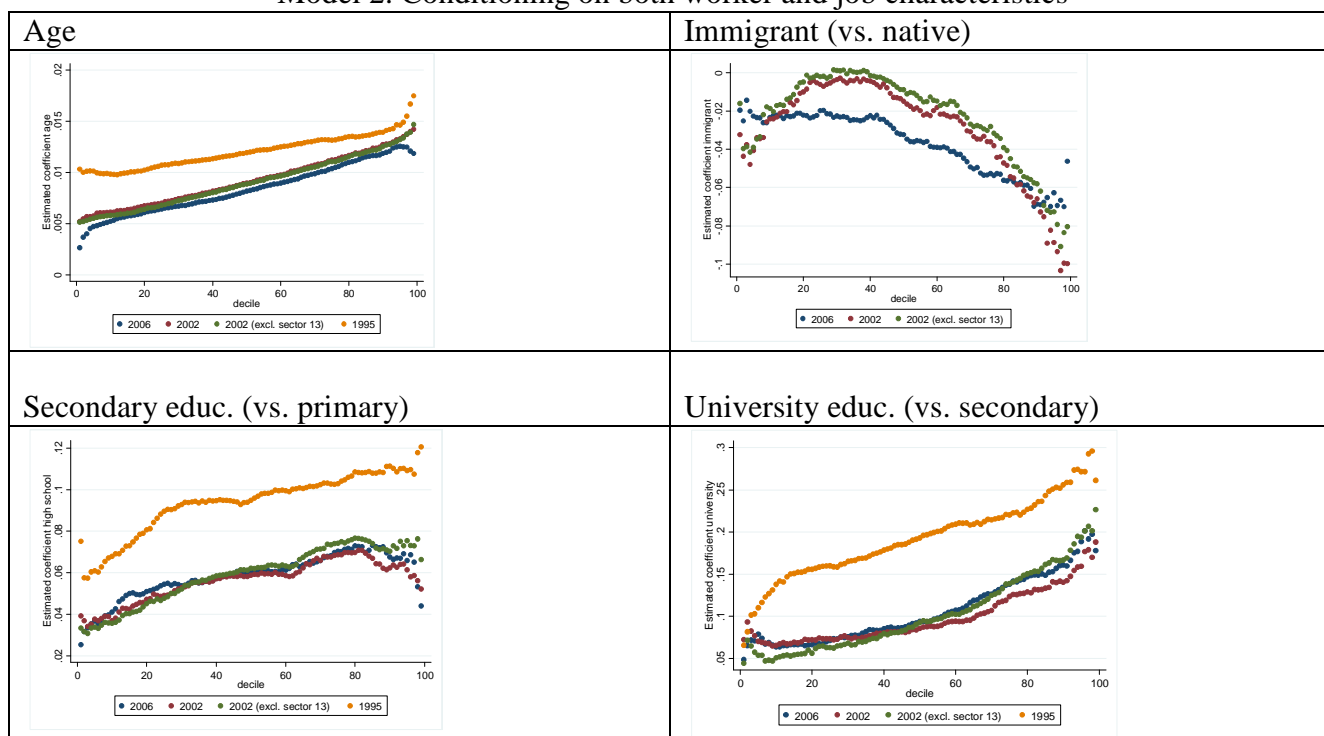 Model 2: Conditioning on both worker and job characteristics
Age
Immigrant (vs. native)
Estimated coefficient age
0 .005 .01 .015 .02
0 20 40 60 80 100
decile
2006 2002 2002 (excl. sector 13) 1995
Estimated coefficient immigrant
-.1 -.08 -.06 -.04 -.02 0
0 20 40 60 80 100
decile
2006 2002 2002 (excl. sector 13)
Secondary educ. (vs. primary)
University educ. (vs. secondary)
Estimated coefficient high school
.02 .04 .06 .08 .1 .12
0 20 40 60 80 100
decile
2006 2002 2002 (excl. sector 13) 1995
Estimated coefficient university
.05 .1 .15 .2 .25 .3
0 20 40 60 80 100
decile
2006 2002 2002 (excl. sector 13) 1995